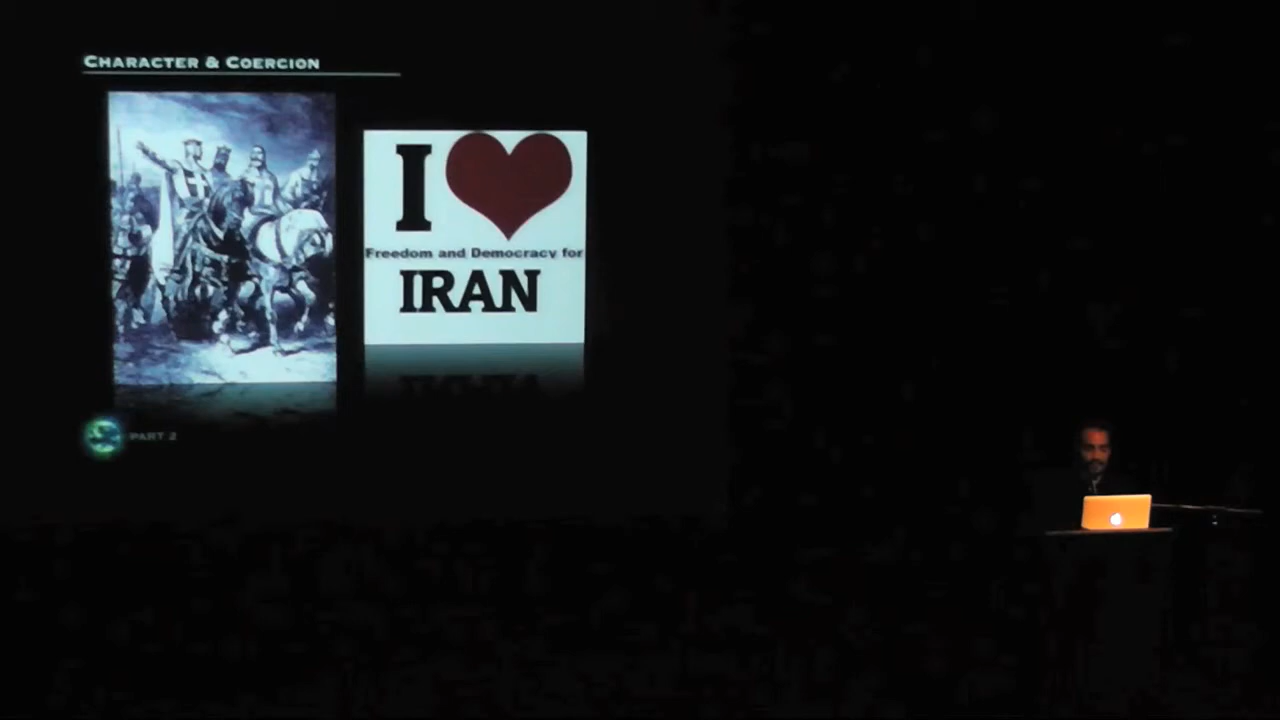 CHARACTER & COERCION
I
Freedom and Democracy for
IRAN
PART 2